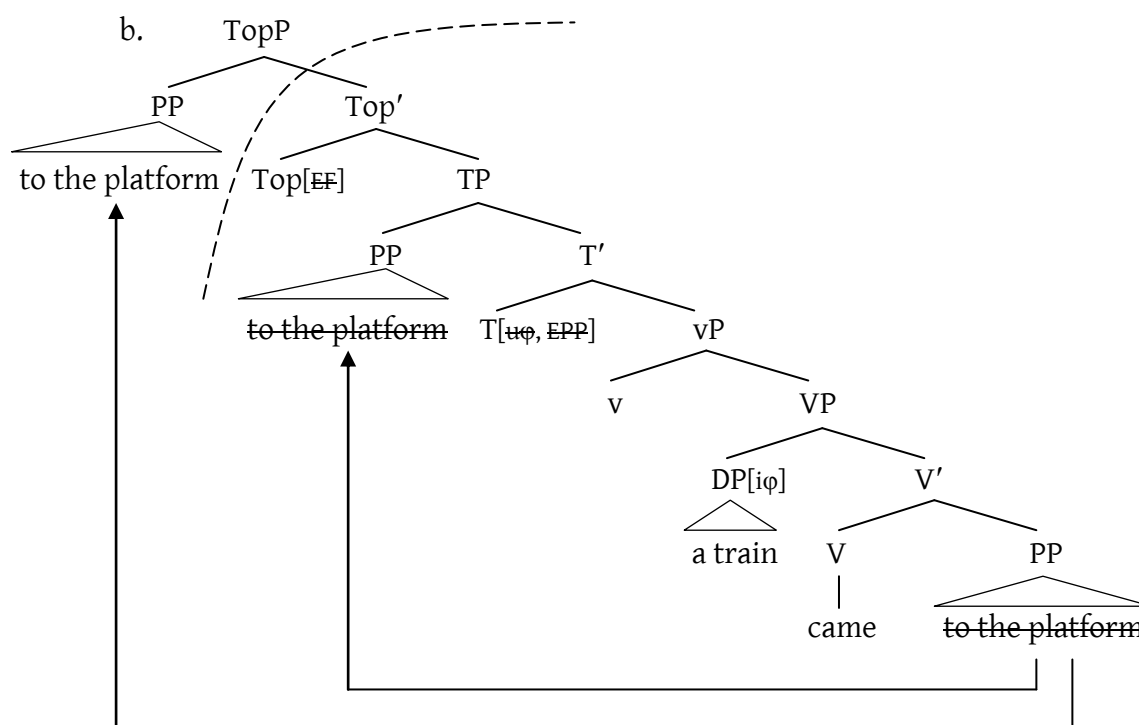 b. TopP
PP Top′
to the platform Top[EF] TP
PP T′
to the platform T[uφ, EPP] vP
v VP
DP[iφ] V′
a train V PP
came to the platform